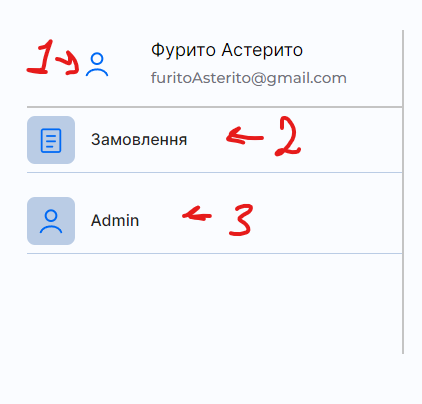 1 Фурито Астерито
furitoAsterito@gmail.com
Замовлення 2
Admin 3